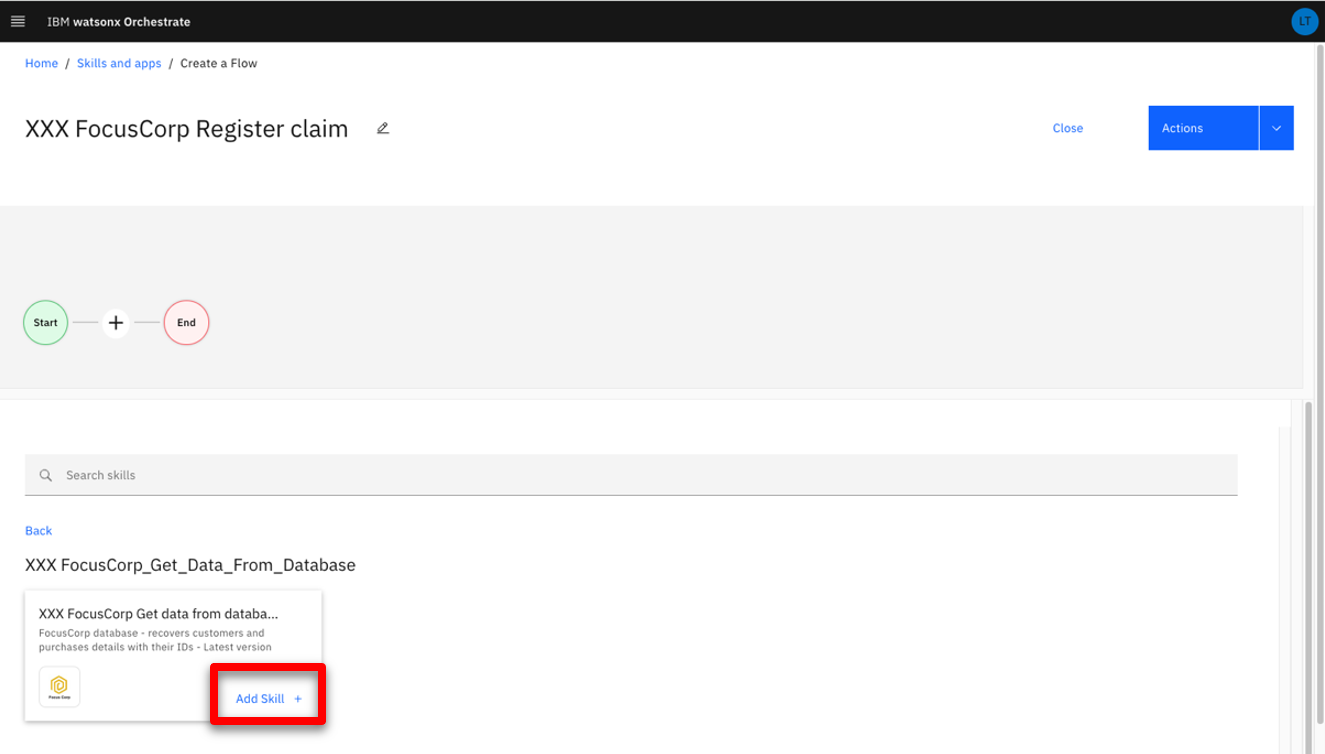 IBM watsonx Orchestrate
LT
Home / Skills and apps / Create a Flow
XXX FocusCorp Register claim
Close
Actions
Start
End
Search skills
Back
XXX FocusCorp_Get_Data_From_Database
XXX FocusCorp Get data from databa...
FocusCorp database - recovers customers and
purchases details with their IDs - Latest version
Focus Corp
Add Skill +